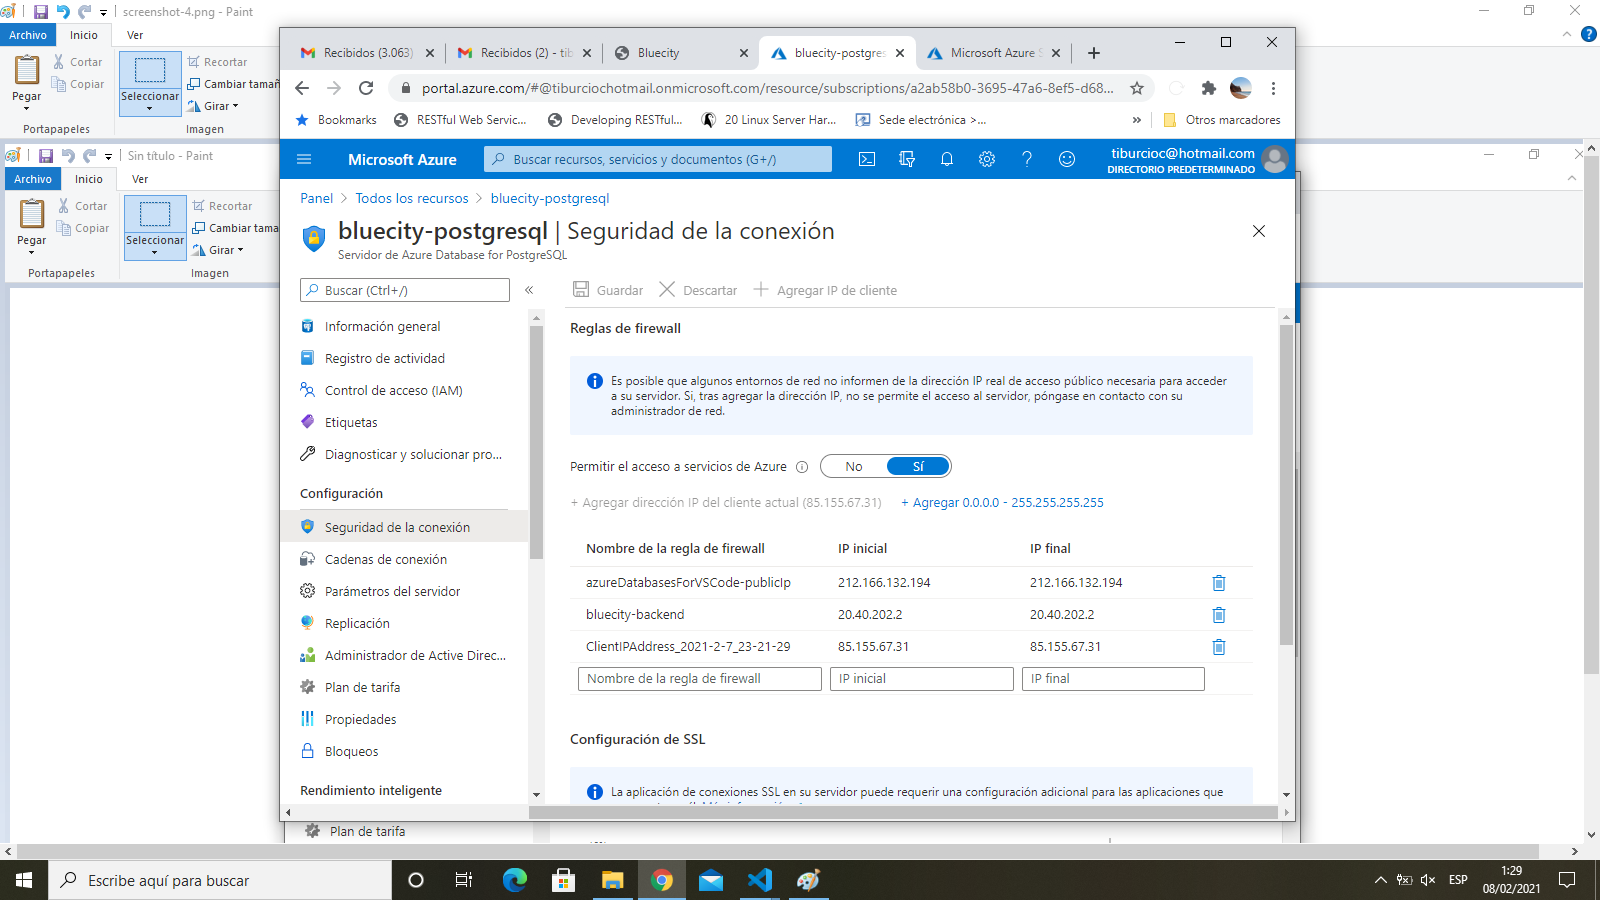 screenshot-4.png - Paint
Archivo
Inicio
Ver
Pegar
Cortar
Copiar
Seleccionar
Recortar
Cambiar tamañ
Girar
Portapapeles
Imagen
Sin título - Paint
Archivo
Inicio
Ver
Pegar
Cortar
Copiar
Seleccionar
Recortar
Cambiar tama
Girar
Portapapeles
Imagen
Recibidos (3.063)
Recibidos (2) - tib
Bluecity
bluecity-postgres
Microsoft Azure S
portal.azure.com/#@tiburciochotmail.onmicrosoft.com/resource/subscriptions/a2ab58b0-3695-47a6-8ef5-d68...
Bookmarks
RESTful Web Servic...
Developing RESTful...
20 Linux Server Har...
Sede electrónica >...
»
Otros marcadores
Microsoft Azure
Buscar recursos, servicios y documentos (G+/)
tiburcioc@hotmail.com
DIRECTORIO PREDETERMINADO
Panel > Todos los recursos > bluecity-postgresql
bluecity-postgresql | Seguridad de la conexión
Servidor de Azure Database for PostgreSQL
Buscar (Ctrl+/)
«
Guardar
Descartar
Agregar IP de cliente
Información general
Registro de actividad
Control de acceso (IAM)
Etiquetas
Diagnosticar y solucionar pro...
Configuración
Seguridad de la conexión
Cadenas de conexión
Parámetros del servidor
Replicación
Administrador de Active Direc...
Plan de tarifa
Propiedades
Bloqueos
Rendimiento inteligente
Reglas de firewall
Es posible que algunos entornos de red no informen de la dirección IP real de acceso público necesaria para acceder
a su servidor. Si, tras agregar la dirección IP, no se permite el acceso al servidor, póngase en contacto con su
administrador de red.
Permitir el acceso a servicios de Azure
No
Sí
+ Agregar dirección IP del cliente actual (85.155.67.31)
+ Agregar 0.0.0.0 - 255.255.255.255
Nombre de la regla de firewall IP inicial IP final
azureDatabasesForVSCode-publicIp 212.166.132.194 212.166.132.194
bluecity-backend 20.40.202.2 20.40.202.2
ClientIPAddress_2021-2-7_23-21-29 85.155.67.31 85.155.67.31
Nombre de la regla de firewall IP inicial IP final
Configuración de SSL
La aplicación de conexiones SSL en su servidor puede requerir una configuración adicional para las aplicaciones que
Plan de tarifa
Escribe aquí para buscar
ESP
1:29
08/02/2021